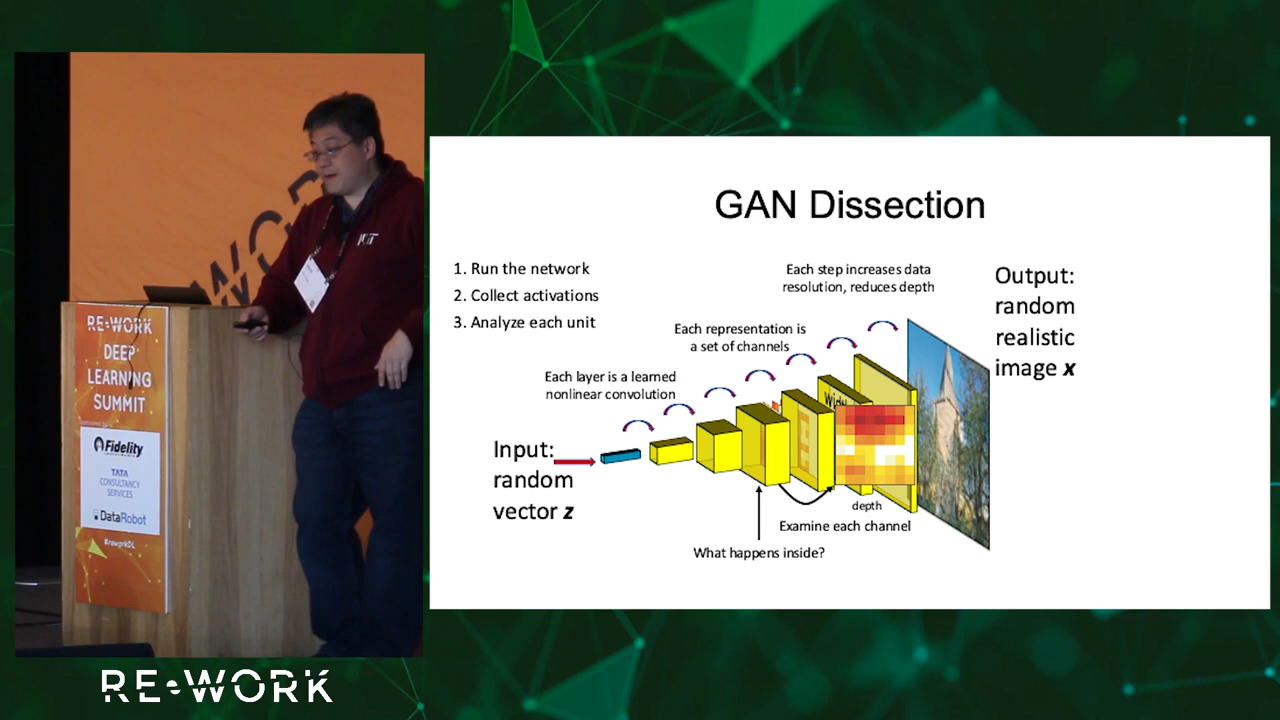 RE•WORK
DEEP
LEARNING
SUMMIT
Fidelity
TATA
CONSULTANCY
SERVICES
DataRobot
#reworkDL
MIT
RE•WORK
GAN Dissection
1. Run the network
2. Collect activations
3. Analyze each unit
Each step increases data
resolution, reduces depth
Each representation is
a set of channels
Each layer is a learned
nonlinear convolution
Input:
random
vector z
Output:
random
realistic
image x
depth
Examine each channel
What happens inside?